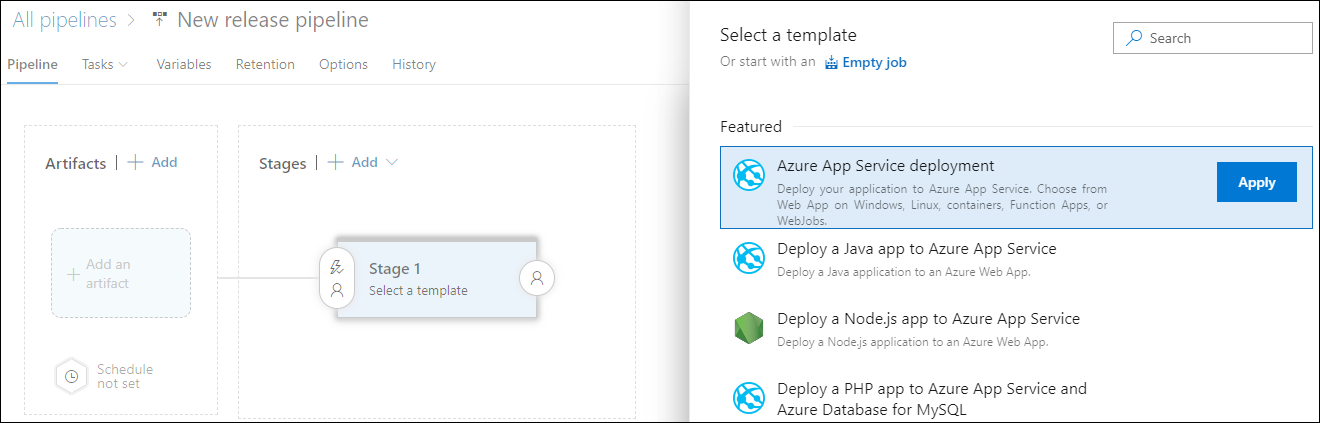 All pipelines > New release pipeline
Pipeline Tasks Variables Retention Options History
Artifacts | + Add
Stages | + Add
+ Add an
artifact
Stage 1
Select a template
Schedule
not set
Select a template
Or start with an Empty job
Search
Featured
Azure App Service deployment
Deploy your application to Azure App Service. Choose from
Web App on Windows, Linux, containers, Function Apps, or
WebJobs.
Apply
Deploy a Java app to Azure App Service
Deploy a Java application to an Azure Web App.
Deploy a Node.js app to Azure App Service
Deploy a Node.js application to an Azure Web App.
Deploy a PHP app to Azure App Service and
Azure Database for MySQL